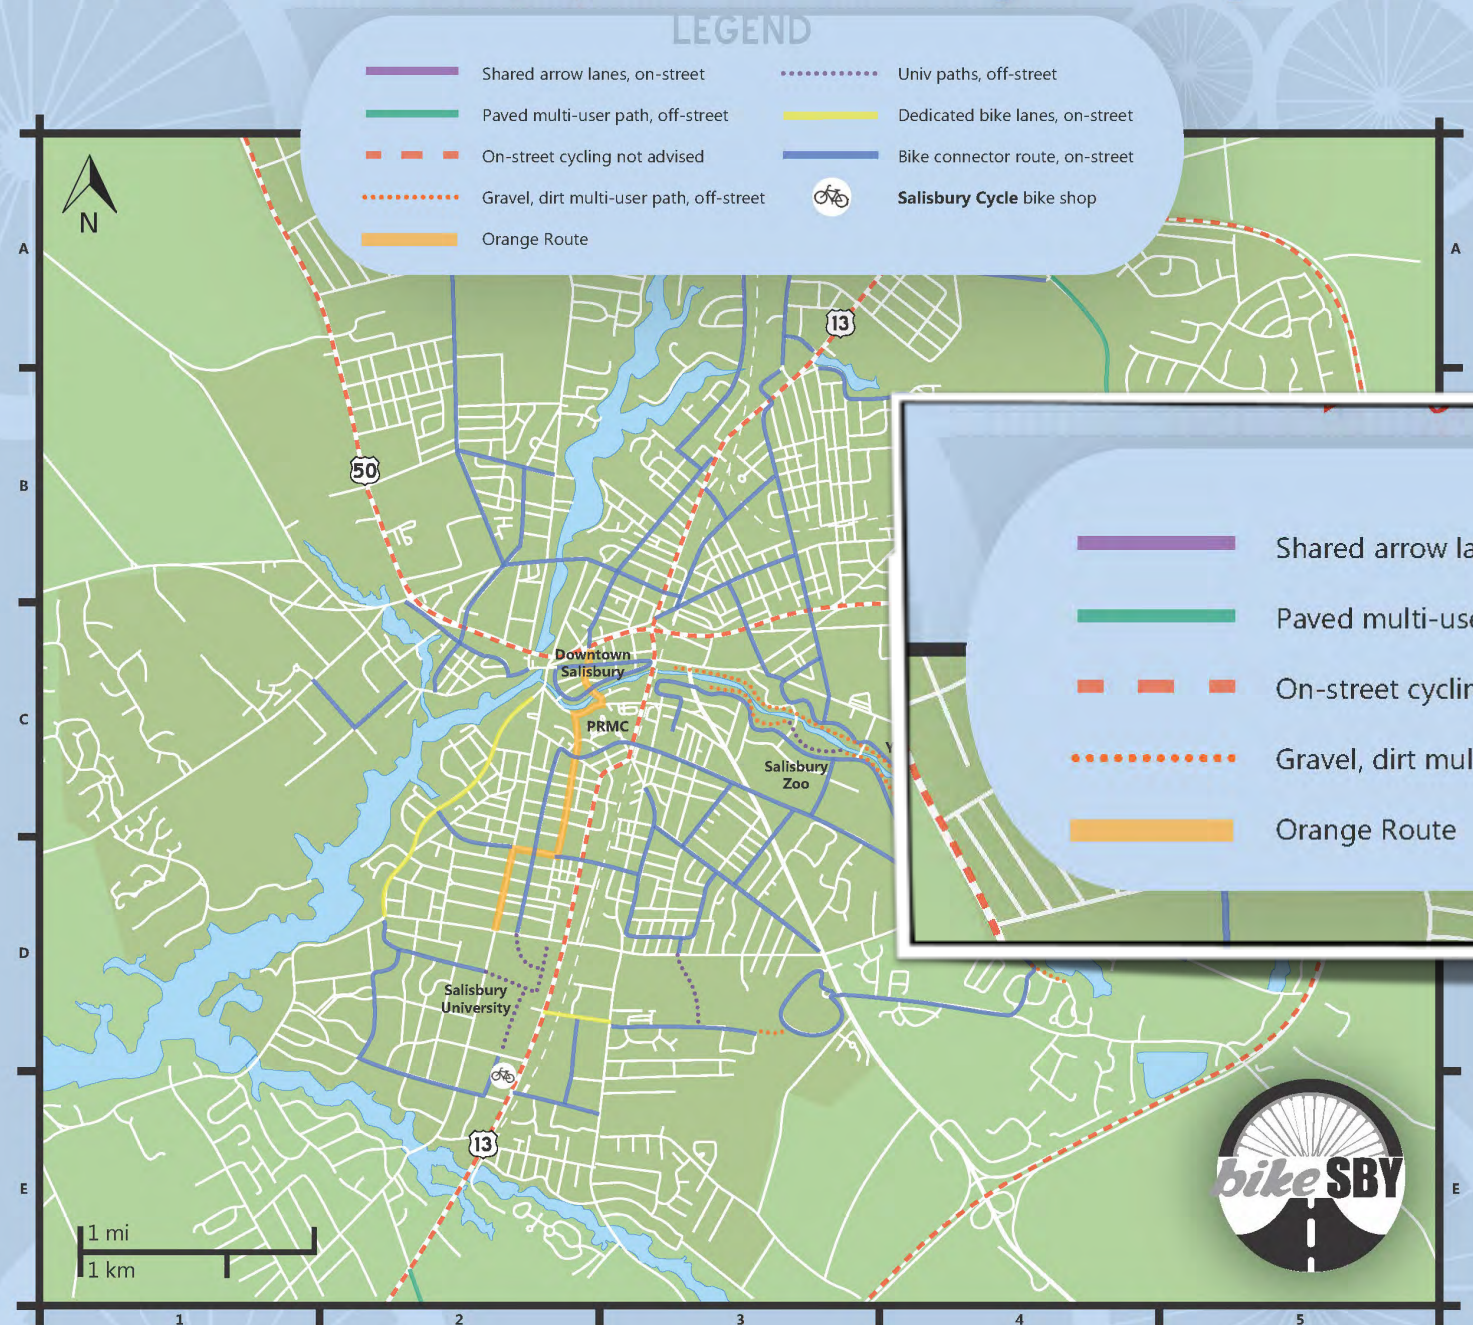 LEGEND
Shared arrow lanes, on-street
Univ paths, off-street
Paved multi-user path, off-street
Dedicated bike lanes, on-street
On-street cycling not advised
Bike connector route, on-street
Gravel, dirt multi-user path, off-street
Salisbury Cycle bike shop
Orange Route
N
A
A
13
50
B
Shared arrow la
Paved multi-use
On-street cyclin
Gravel, dirt mul
Orange Route
Downtown
Salisbury
C
PRMC
Y
Salisbury
Zoo
D
Salisbury
University
13
E
E
bikeSBY
1 mi
1 km
1
2
3
4
5